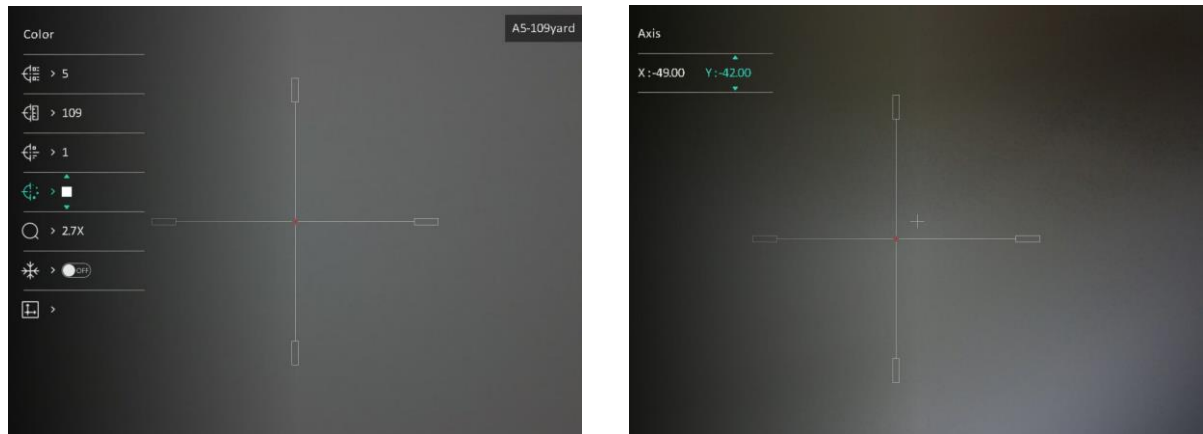 Color
A5-109yard
> 5
> 109
> 1
>
> 2.7X
> OFF
>
Axis
X :-49.00 Y :-42.00